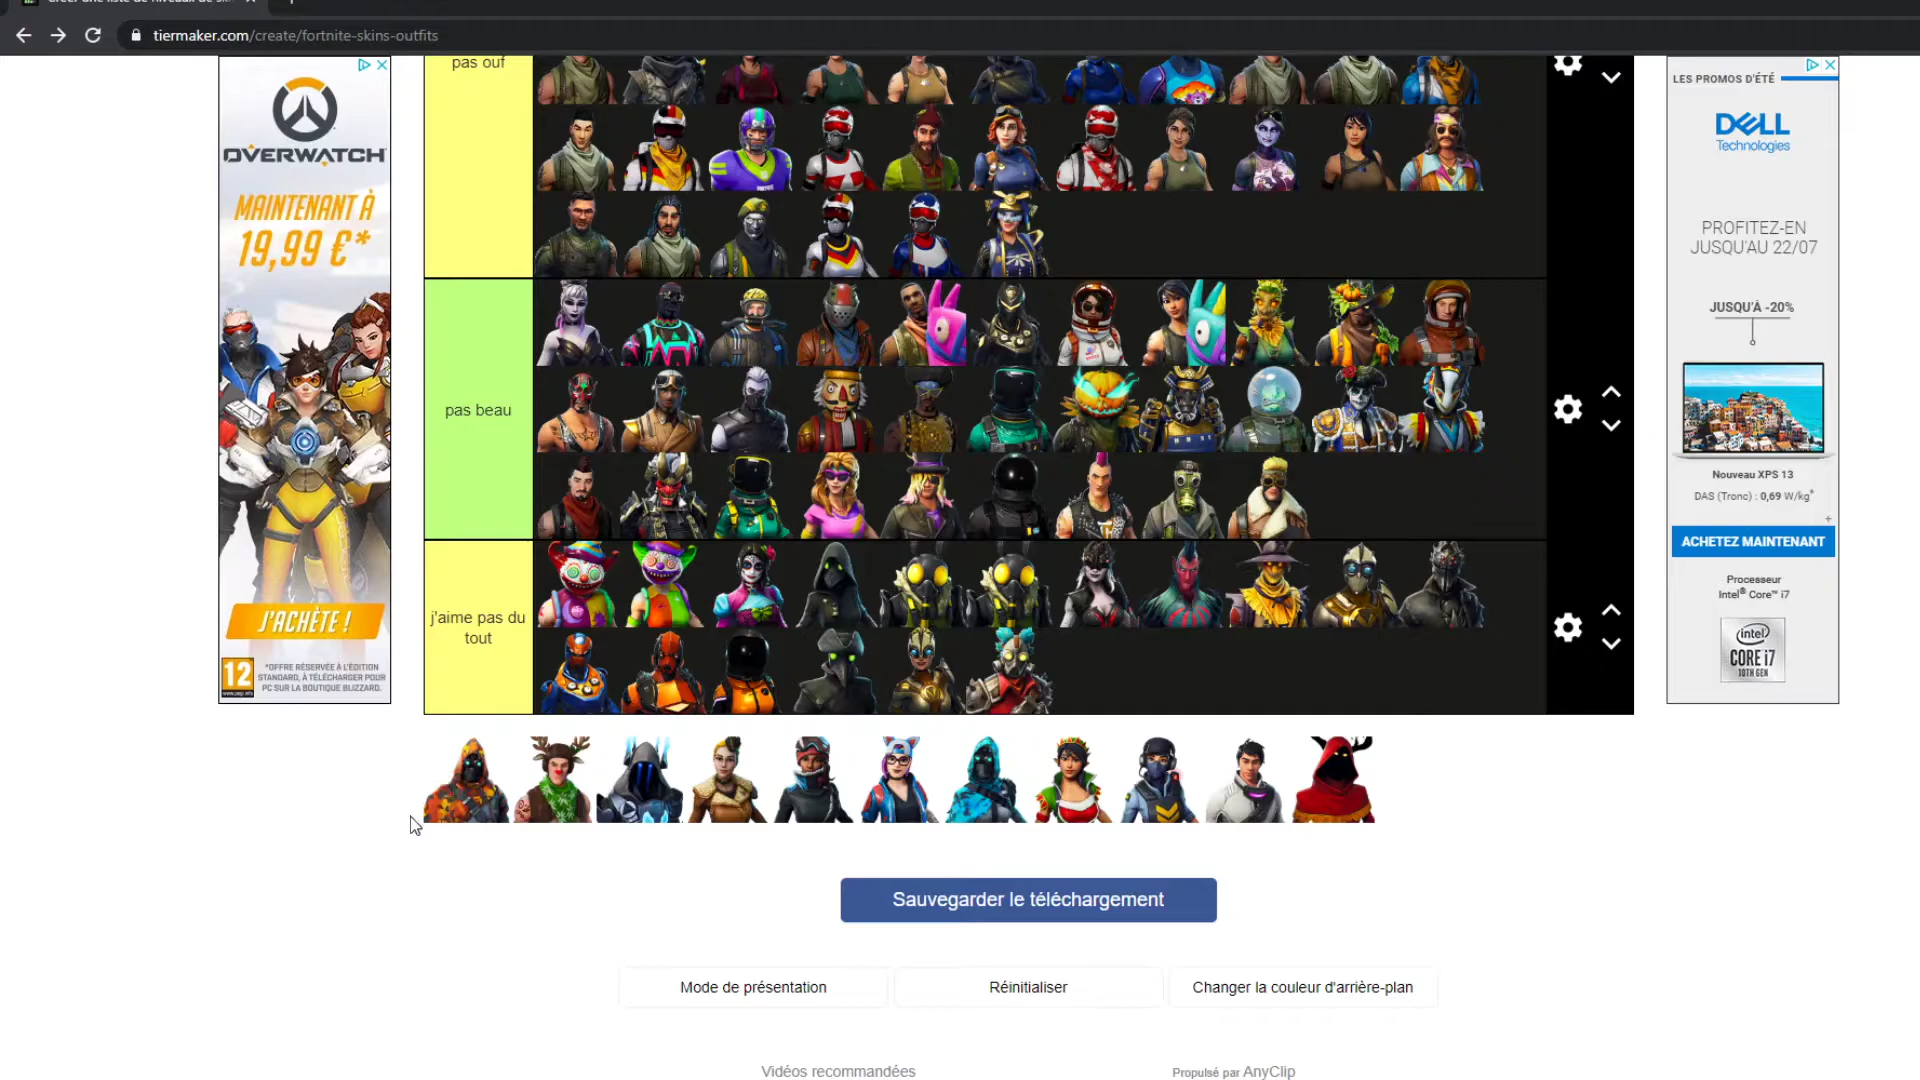 tiermaker.com/create/fortnite-skins-outfits
OVERWATCH
MAINTENANT À
19,99 €*
J'ACHÈTE !
12
*OFFRE RÉSERVÉE À L'ÉDITION
STANDARD, À TÉLÉCHARGER POUR
PC SUR LA BOUTIQUE BLIZZARD.
pas ouf
pas beau
j'aime pas du
tout
LES PROMOS D'ÉTÉ
DELL
Technologies
PROFITEZ-EN
JUSQU'AU 22/07
JUSQU'À -20%
Nouveau XPS 13
DAS (Tronc) : 0,69 W/kg*
ACHETEZ MAINTENANT
Processeur
Intel® Core™ i7
intel
CORE i7
10TH GEN
Sauvegarder le téléchargement
Mode de présentation
Réinitialiser
Changer la couleur d'arrière-plan
Vidéos recommandées
Propulsé par AnyClip